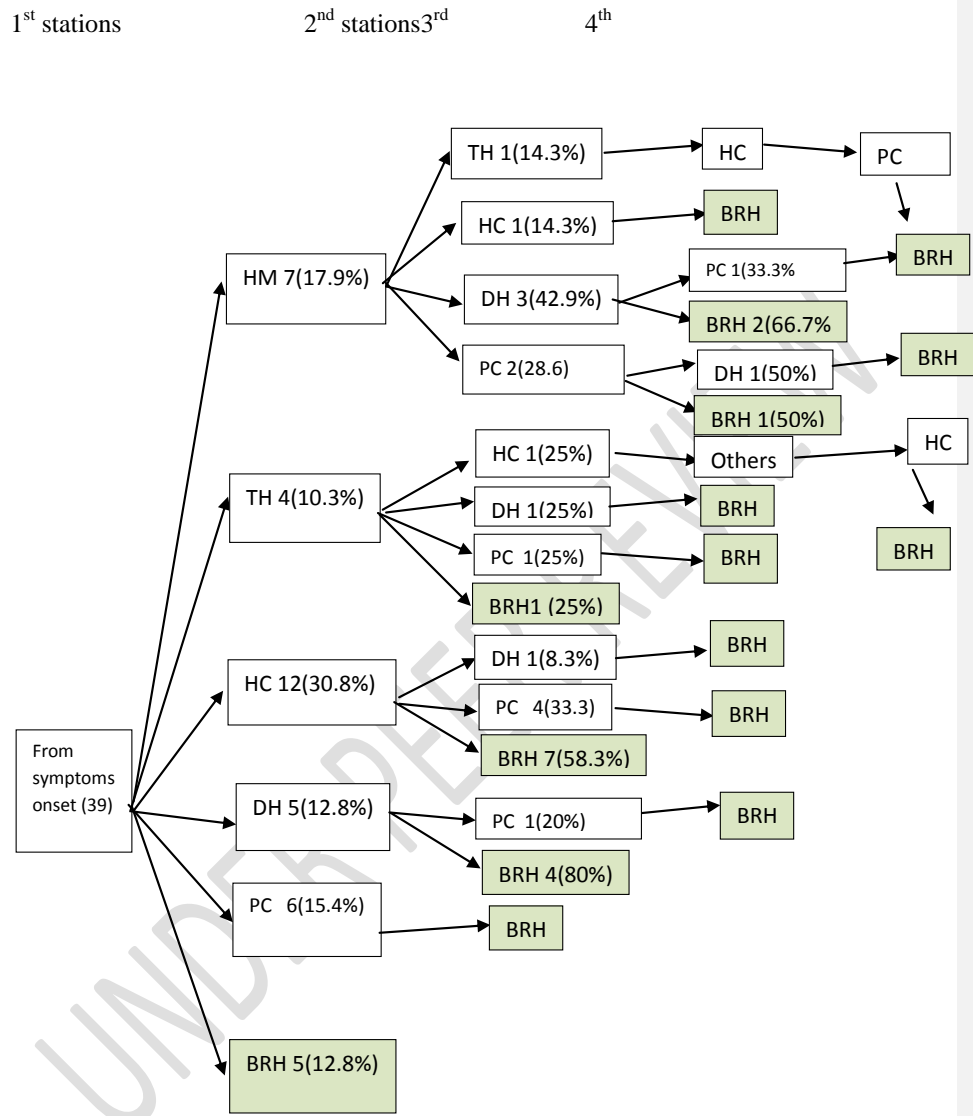 1st stations 2nd stations3rd 4th
TH 1(14.3%)
HC
PC
HC 1(14.3%)
BRH
BRH
HM 7(17.9%)
DH 3(42.9%)
PC 1(33.3%
BRH 2(66.7%
PC 2(28.6)
DH 1(50%)
BRH
BRH 1(50%)
HC 1(25%)
Others
HC
TH 4(10.3%)
DH 1(25%)
BRH
PC 1(25%)
BRH
BRH
BRH1 (25%)
DH 1(8.3%)
BRH
HC 12(30.8%)
PC 4(33.3)
BRH
BRH 7(58.3%)
From
symptoms
onset (39)
DH 5(12.8%)
PC 1(20%)
BRH
BRH 4(80%)
PC 6(15.4%)
BRH
BRH 5(12.8%)
UNDER PEER REVIEW